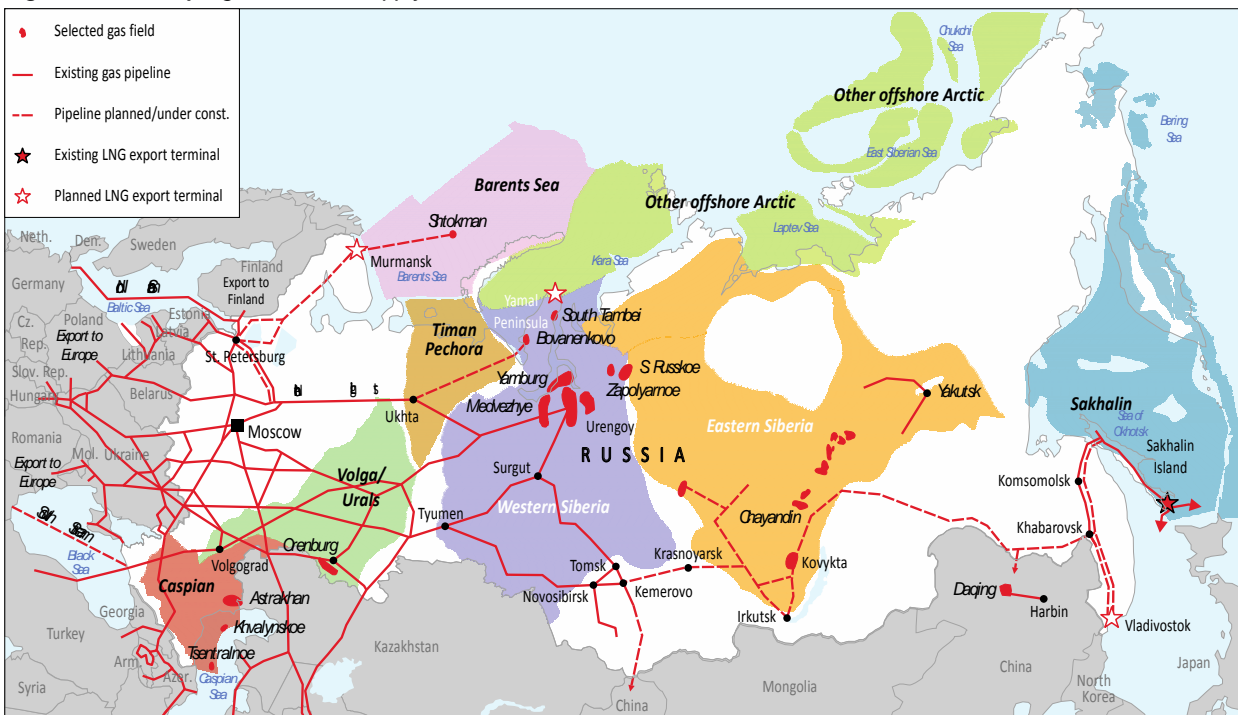 Selected gas field
Existing gas pipeline
Pipeline planned/under const.
Existing LNG export terminal
Planned LNG export terminal
Chukchi
Sea
Other offshore Arctic
East Siberian Sea
Bering
Sea
Barents Sea
Other offshore Arctic
Shtokman
Laptev Sea
Murmansk
Barents Sea
Kara Sea
Neth.
Den.
Sweden
Finland
Germany
Export to
Finland
Baltic Sea
Estonia
Latvia
Lithuania
Poland
Cz.
Rep.
Export to
Europe
St. Petersburg
Slov. Rep.
Hungary
Belarus
Yamal
Peninsula
South Tambei
Bovanenkovo
Timan
Pechora
Yamburg
S. Russkoe
Zapolyarnoe
Medvezhye
Urengoy
Ukhta
Yakutsk
Sakhalin
Sea of
Okhotsk
Sakhalin
Island
Moscow
Eastern Siberia
RUSSIA
Romania
Mol.
Ukraine
Export to
Europe
Volga/
Urals
Surgut
Western Siberia
Tyumen
Chayandin
Komsomolsk
Khabarovsk
Black
Sea
Volgograd
Orenburg
Caspian
Tomsk
Novosibirsk
Kemerovo
Krasnoyarsk
Kovykta
Irkutsk
Daqing
Harbin
Vladivostok
Georgia
Astrakhan
Khvalynskoe
Tsentralnoe
Turkey
Arm.
Azer.
Caspian
Sea
Syria
Kazakhstan
China
Mongolia
China
North
Korea
Japan